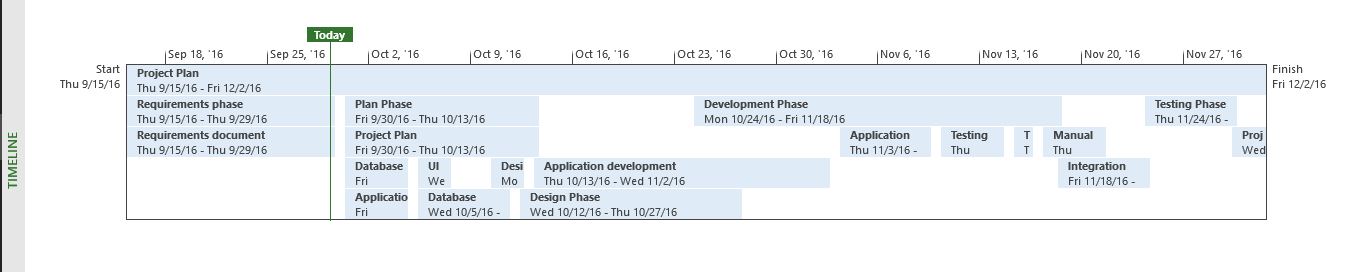 Today
Sep 18, '16 Sep 25, '16 Oct 2, '16 Oct 9, '16 Oct 16, '16 Oct 23, '16 Oct 30, '16 Nov 6, '16 Nov 13, '16 Nov 20, '16 Nov 27, '16
Start
Thu 9/15/16
Finish
Fri 12/2/16
TIMELINE
Project Plan
Thu 9/15/16 - Fri 12/2/16
Requirements phase
Thu 9/15/16 - Thu 9/29/16
Plan Phase
Fri 9/30/16 - Thu 10/13/16
Development Phase
Mon 10/24/16 - Fri 11/18/16
Testing Phase
Thu 11/24/16 -
Requirements document
Thu 9/15/16 - Thu 9/29/16
Project Plan
Fri 9/30/16 - Thu 10/13/16
Application
Thu 11/3/16 -
Testing
Thu
T
T
Manual
Thu
Proj
Wed
Database
Fri
UI
We
Desi
Mo
Application development
Thu 10/13/16 - Wed 11/2/16
Integration
Fri 11/18/16 -
Applicatio
Fri
Database
Wed 10/5/16 -
Design Phase
Wed 10/12/16 - Thu 10/27/16